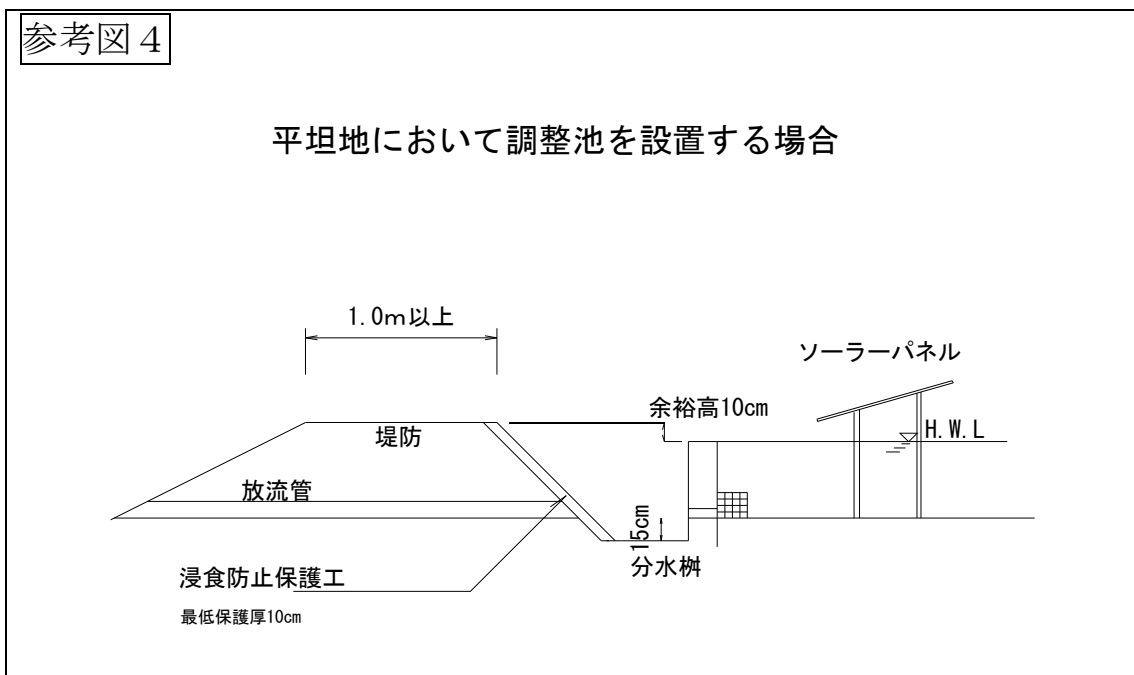 参考図4
平坦地において調整池を設置する場合
1.0m以上
ソーラーパネル
余裕高10cm
H.W.L
堤防
放流管
15cm
分水桝
浸食防止保護工
最低保護厚10cm